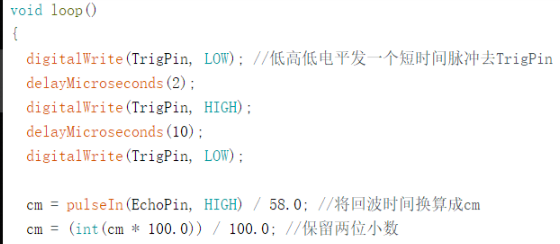 void loop()
{
digitalWrite(TrigPin, LOW); //低高低电平发一个短时间脉冲去TrigPin
delayMicroseconds(2);
digitalWrite(TrigPin, HIGH);
delayMicroseconds(10);
digitalWrite(TrigPin, LOW);
cm = pulseIn(EchoPin, HIGH) / 58.0; //将回波时间换算成cm
cm = (int(cm * 100.0)) / 100.0; //保留两位小数